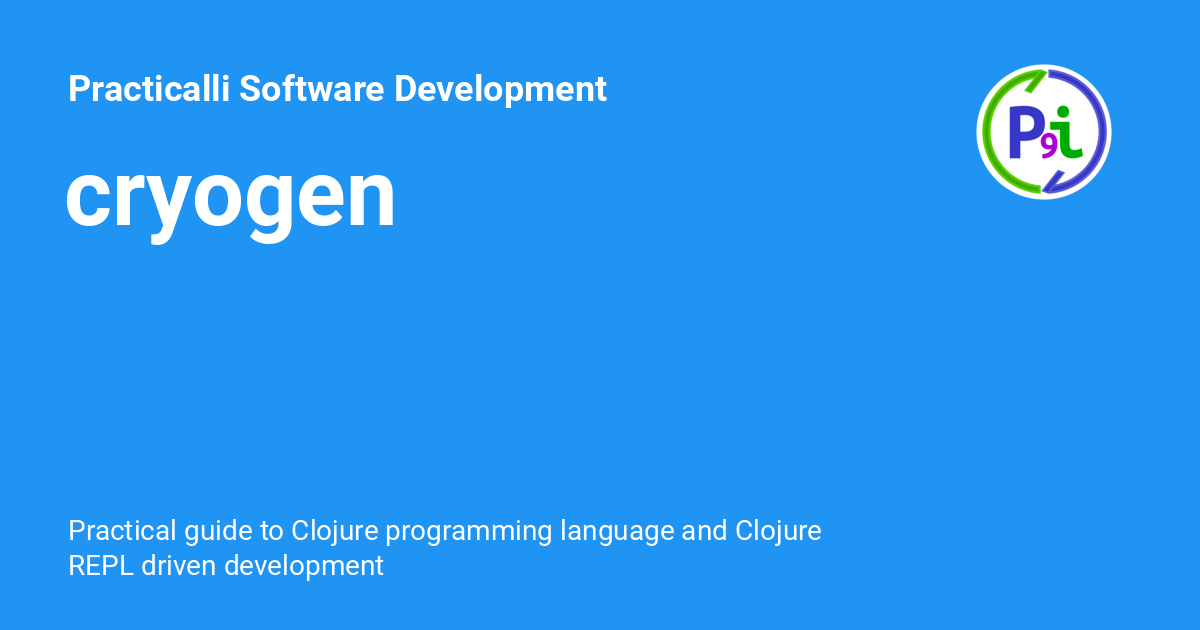 Practicalli Software Development
P9i
cryogen
Practical guide to Clojure programming language and Clojure
REPL driven development